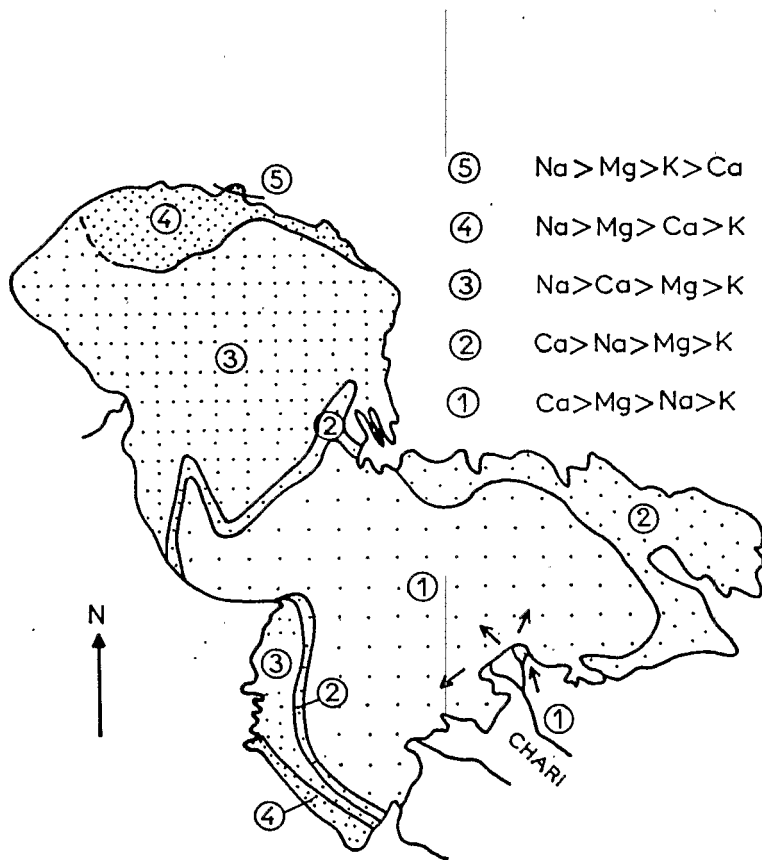 ⑤ Na>Mg>K>Ca
④ Na>Mg>Ca>K
③ Na>Ca>Mg>K
② Ca>Na>Mg>K
① Ca>Mg>Na>K
⑤
④
③
②
②
①
N
③
②
①
CHARI
④